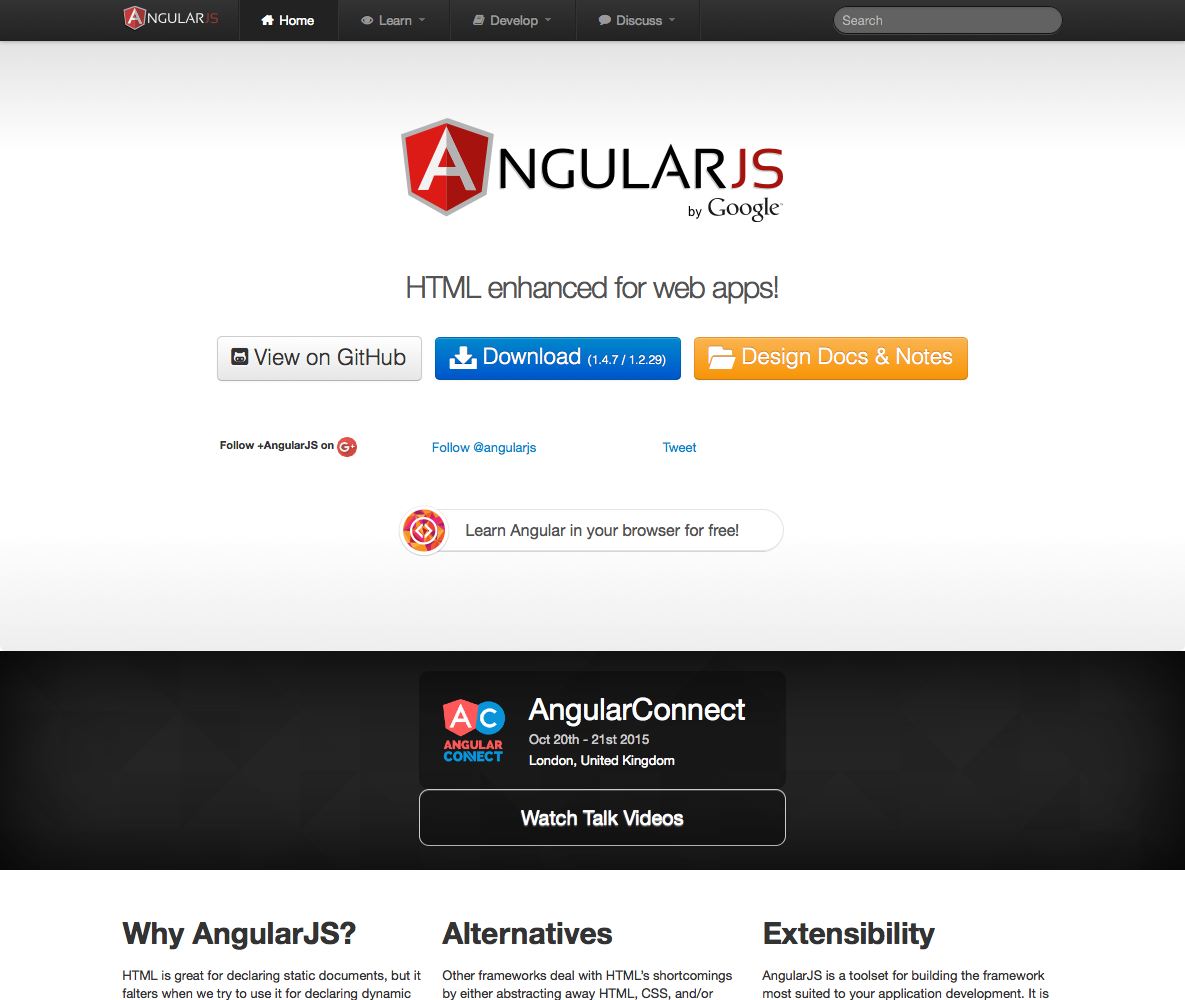 ANGULARJS
Home
Learn
Develop
Discuss
Search
ANGULARJS
by Google
HTML enhanced for web apps!
View on GitHub
Download (1.4.7 / 1.2.29)
Design Docs & Notes
Follow +AngularJS on G+
Follow @angularjs
Tweet
Learn Angular in your browser for free!
AC
ANGULAR
CONNECT
AngularConnect
Oct 20th - 21st 2015
London, United Kingdom
Watch Talk Videos
Why AngularJS?
HTML is great for declaring static documents, but it
falters when we try to use it for declaring dynamic
Alternatives
Other frameworks deal with HTML’s shortcomings
by either abstracting away HTML, CSS, and/or
Extensibility
AngularJS is a toolset for building the framework
most suited to your application development. It is